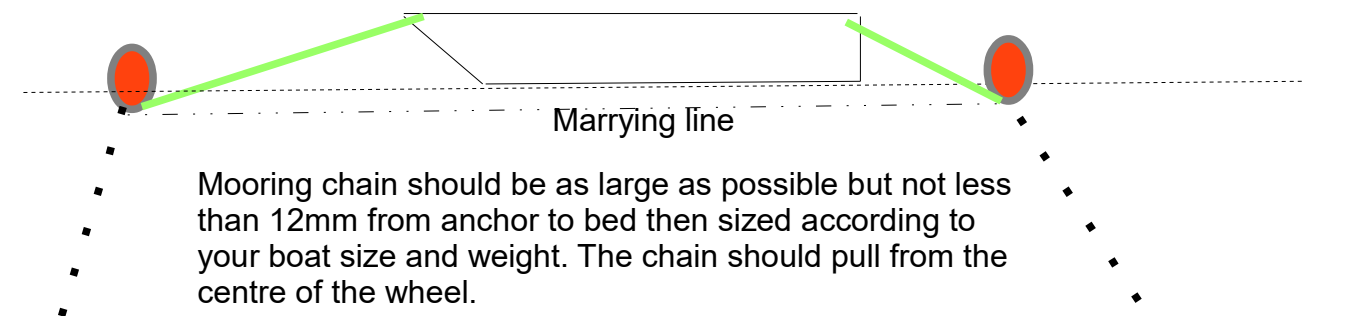 Marrying line
Mooring chain should be as large as possible but not less
than 12mm from anchor to bed then sized according to
your boat size and weight. The chain should pull from the
centre of the wheel.